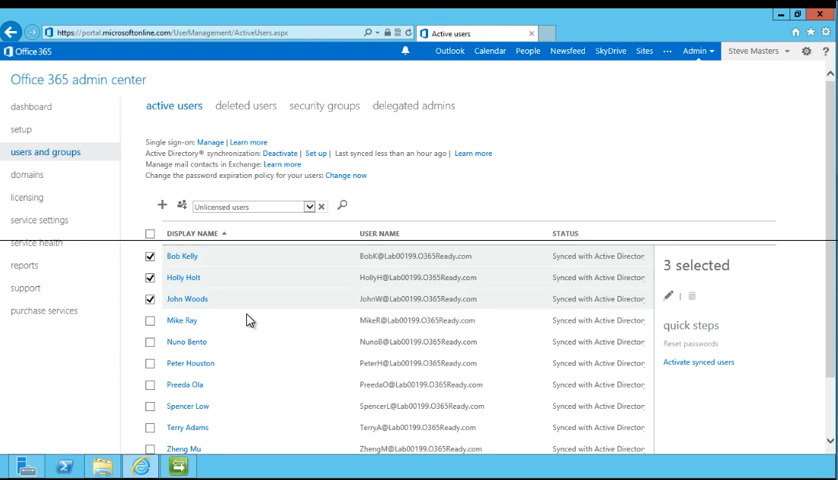 https://portal.microsoftonline.com/UserManagement/ActiveUsers.aspx
Active users
Office 365
Outlook Calendar People Newsfeed SkyDrive Sites ... Admin Steve Masters ?
Office 365 admin center
dashboard
setup
users and groups
domains
licensing
service settings
service health
reports
support
purchase services
active users deleted users security groups delegated admins
Single sign-on: Manage | Learn more
Active Directory® synchronization: Deactivate | Set up | Last synced less than an hour ago | Learn more
Manage mail contacts in Exchange: Learn more
Change the password expiration policy for your users: Change now
Unlicensed users
DISPLAY NAME USER NAME STATUS
Bob Kelly BobK@Lab00199.O365Ready.com Synced with Active Director
Holly Holt HollyH@Lab00199.O365Ready.com Synced with Active Director
John Woods JohnW@Lab00199.O365Ready.com Synced with Active Director
Mike Ray MikeR@Lab00199.O365Ready.com Synced with Active Director
Nuno Bento NunoB@Lab00199.O365Ready.com Synced with Active Director
Peter Houston PeterH@Lab00199.O365Ready.com Synced with Active Director
Preeda Ola PreedaO@Lab00199.O365Ready.com Synced with Active Director
Spencer Low SpencerL@Lab00199.O365Ready.com Synced with Active Director
Terry Adams TerryA@Lab00199.O365Ready.com Synced with Active Director
Zheng Mu ZhengM@Lab00199.O365Ready.com Synced with Active Director
3 selected
quick steps
Reset passwords
Activate synced users